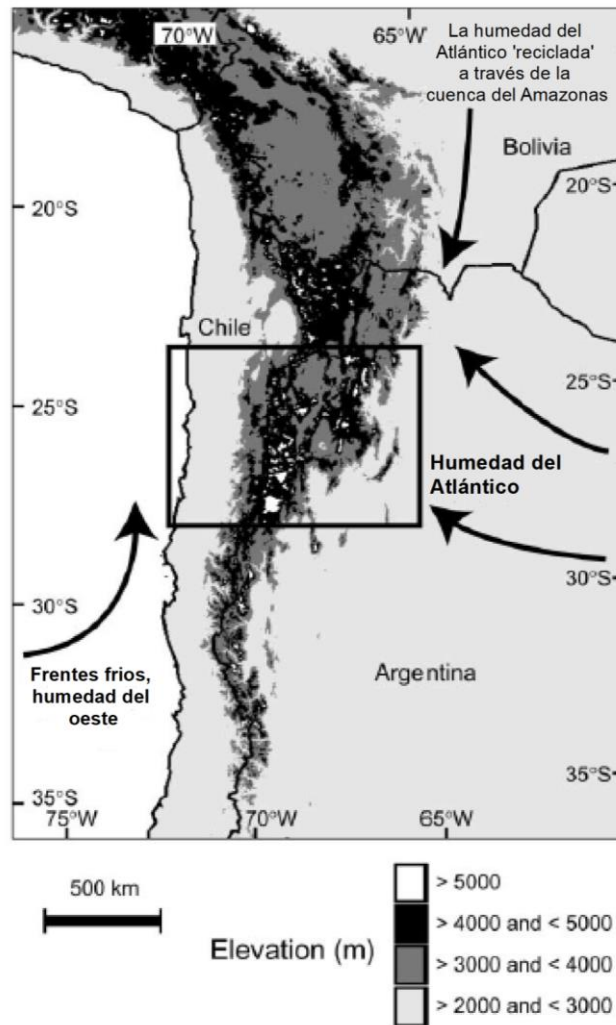 70°W
65°W
La humedad del
Atlántico 'reciclada'
a través de la
cuenca del Amazonas
Bolivia
20°S
20°S
Chile
25°S
25°S
Humedad del
Atlántico
30°S
30°S
Frentes frios,
humedad del
oeste
Argentina
35°S
35°S
75°W
70°W
65°W
500 km
Elevation (m)
> 5000
> 4000 and < 5000
> 3000 and < 4000
> 2000 and < 3000